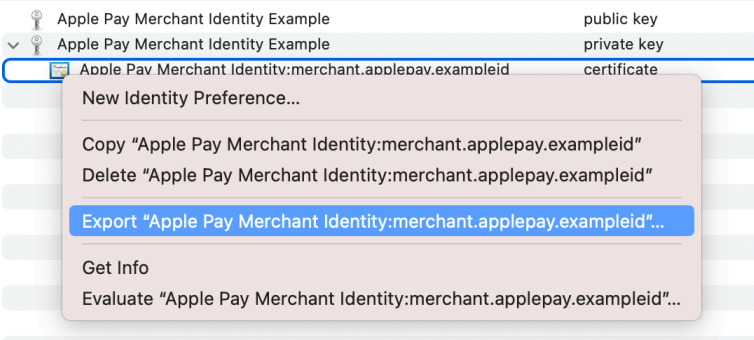 Apple Pay Merchant Identity Example public key
Apple Pay Merchant Identity Example private key
Apple Pay Merchant Identity:merchant.applepay.exampleid certificate
New Identity Preference...
Copy “Apple Pay Merchant Identity:merchant.applepay.exampleid”
Delete “Apple Pay Merchant Identity:merchant.applepay.exampleid”
Export “Apple Pay Merchant Identity:merchant.applepay.exampleid”...
Get Info
Evaluate “Apple Pay Merchant Identity:merchant.applepay.exampleid”...